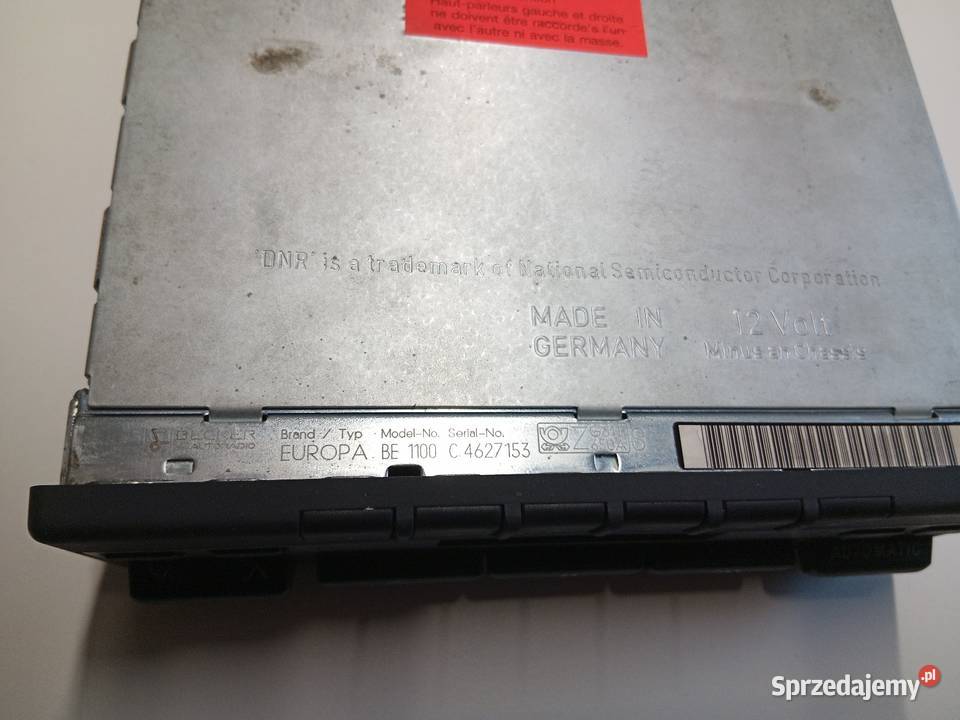 Haut-parleurs gauche et droite
ne doivent être raccordés l'un
avec l'autre ni avec la masse.
'DNR' is a trademark of National Semiconductor Corporation
MADE IN GERMANY
12 Volt
Minus an Chassis
BECKER
AUTORADIO
Brand / Typ Model-No. Serial-No.
EUROPA BE 1100 C 4627153
AUTOMATIC
Sprzedajemy.pl